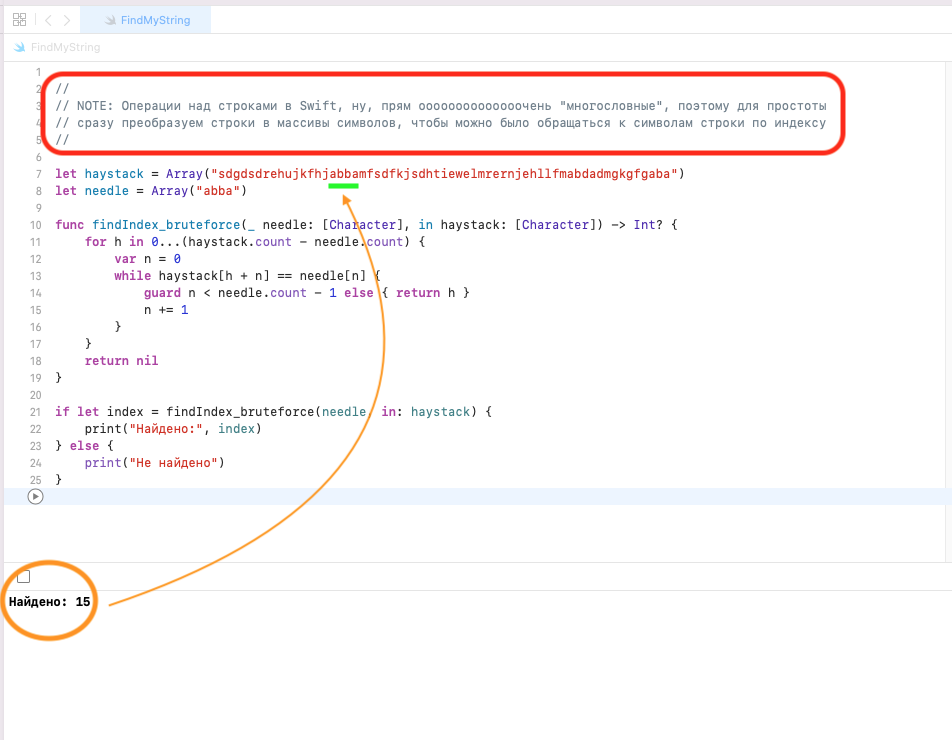 FindMyString
FindMyString
1
2 //
3 // NOTE: Операции над строками в Swift, ну, прям оооооооооооооочень "многословные", поэтому для простоты
4 // сразу преобразуем строки в массивы символов, чтобы можно было обращаться к символам строки по индексу
5 //
6
7 let haystack = Array("sdgdsdrehujkfhjabbamfsdfkjsdhtiewelmrernjehllfmabdadmgkgfgaba")
8 let needle = Array("abba")
9
10 func findIndex_bruteforce(_ needle: [Character], in haystack: [Character]) -> Int? {
11 for h in 0...(haystack.count - needle.count) {
12 var n = 0
13 while haystack[h + n] == needle[n] {
14 guard n < needle.count - 1 else { return h }
15 n += 1
16 }
17 }
18 return nil
19 }
20
21 if let index = findIndex_bruteforce(needle, in: haystack) {
22 print("Найдено:", index)
23 } else {
24 print("Не найдено")
25 }
Найдено: 15